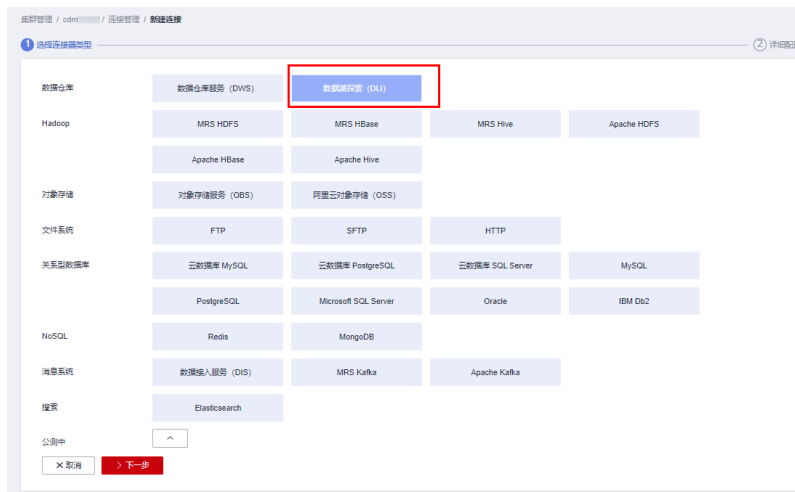 集群管理 / cdm / 连接管理 / 新建连接
1 选择连接器类型 2 详细配
数据仓库 数据仓库服务（DWS） 数据湖探索（DLI）
Hadoop MRS HDFS MRS HBase MRS Hive Apache HDFS
Apache HBase Apache Hive
对象存储 对象存储服务（OBS） 阿里云对象存储（OSS）
文件系统 FTP SFTP HTTP
关系型数据库 云数据库 MySQL 云数据库 PostgreSQL 云数据库 SQL Server MySQL
PostgreSQL Microsoft SQL Server Oracle IBM Db2
NoSQL Redis MongoDB
消息系统 数据接入服务（DIS） MRS Kafka Apache Kafka
搜索 Elasticsearch
公测中
× 取消 > 下一步